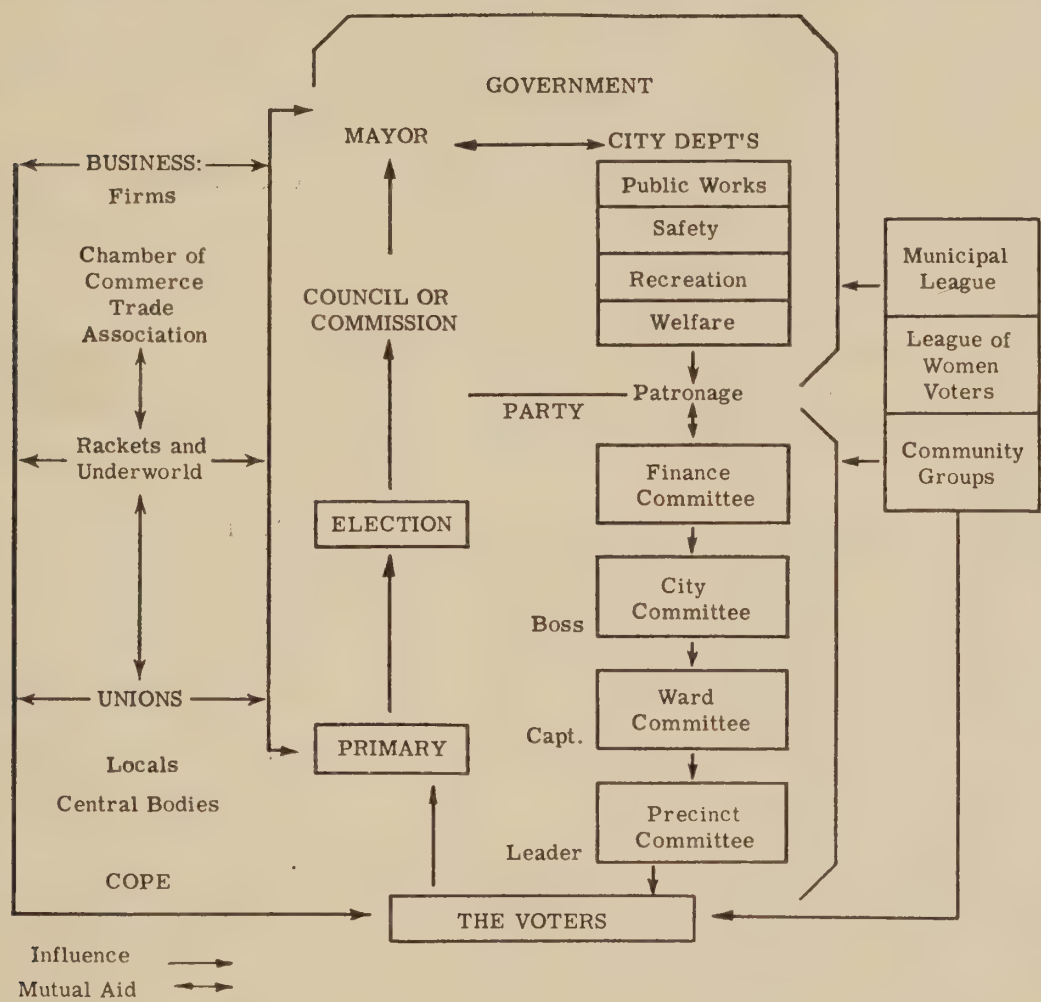 GOVERNMENT
MAYOR
CITY DEPT'S
BUSINESS:
Firms
Public Works
Safety
Recreation
Welfare
Chamber of
Commerce
Trade
Association
COUNCIL OR
COMMISSION
Municipal
League
League of
Women
Voters
Community
Groups
Patronage
PARTY
Rackets and
Underworld
Finance
Committee
ELECTION
City
Committee
Boss
UNIONS
Ward
Committee
Capt.
PRIMARY
Locals
Central Bodies
Precinct
Committee
Leader
COPE
THE VOTERS
Influence
Mutual Aid